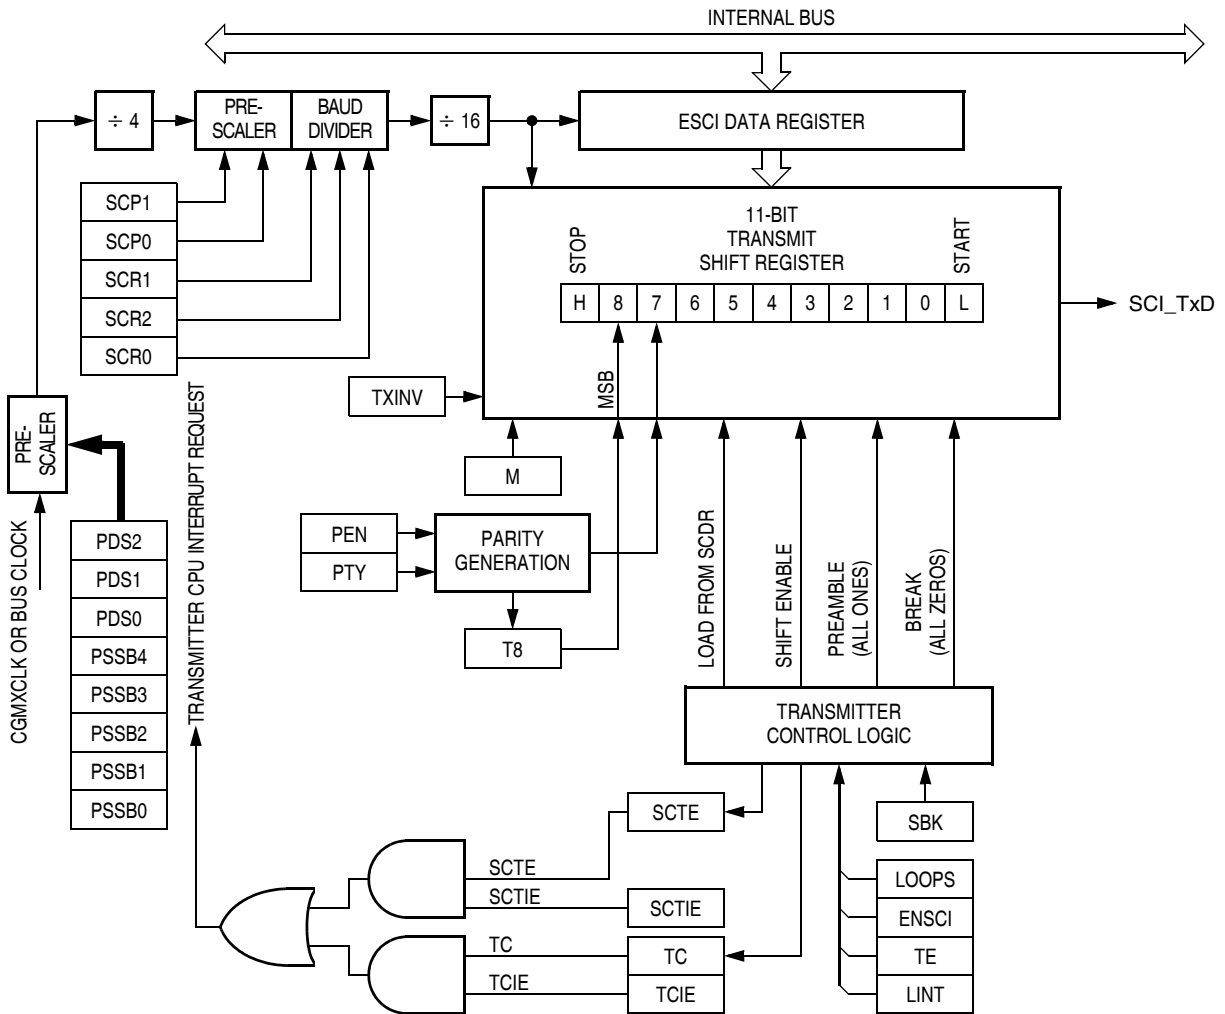 INTERNAL BUS
÷ 4
PRE-
SCALER
BAUD
DIVIDER
÷ 16
ESCI DATA REGISTER
SCP1
SCP0
SCR1
SCR2
SCR0
11-BIT
TRANSMIT
SHIFT REGISTER
STOP
START
H 8 7 6 5 4 3 2 1 0 L
SCI_TxD
TXINV
MSB
M
PRE-
SCALER
CGMXCLK OR BUS CLOCK
TRANSMITTER CPU INTERRUPT REQUEST
PDS2
PDS1
PDS0
PSSB4
PSSB3
PSSB2
PSSB1
PSSB0
PEN
PTY
PARITY
GENERATION
T8
LOAD FROM SCDR
SHIFT ENABLE
PREAMBLE
(ALL ONES)
BREAK
(ALL ZEROS)
TRANSMITTER
CONTROL LOGIC
SCTE
SBK
SCTE
SCTIE
SCTIE
TC
TC
TCIE
TCIE
LOOPS
ENSCI
TE
LINT